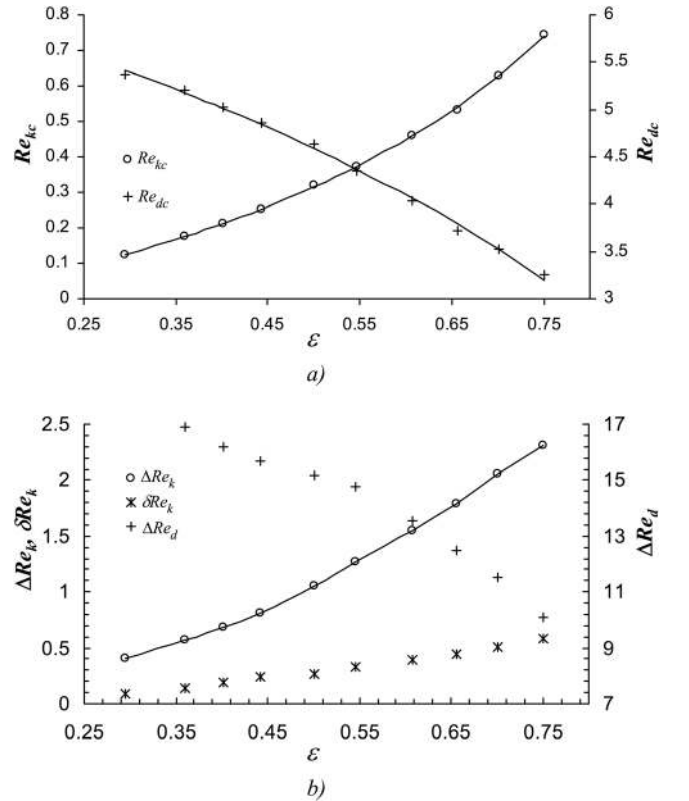 0.8
0.7
0.6
0.5
0.4
0.3
0.2
0.1
0
Re_kc
Re_kc
Re_dc
6
5.5
5
4.5
4
3.5
3
Re_dc
0.25 0.35 0.45 0.55 0.65 0.75
ε
a)
2.5
2
1.5
1
0.5
0
ΔRe_k, δRe_k
ΔRe_k
δRe_k
ΔRe_d
17
15
13
11
9
7
ΔRe_d
0.25 0.35 0.45 0.55 0.65 0.75
ε
b)